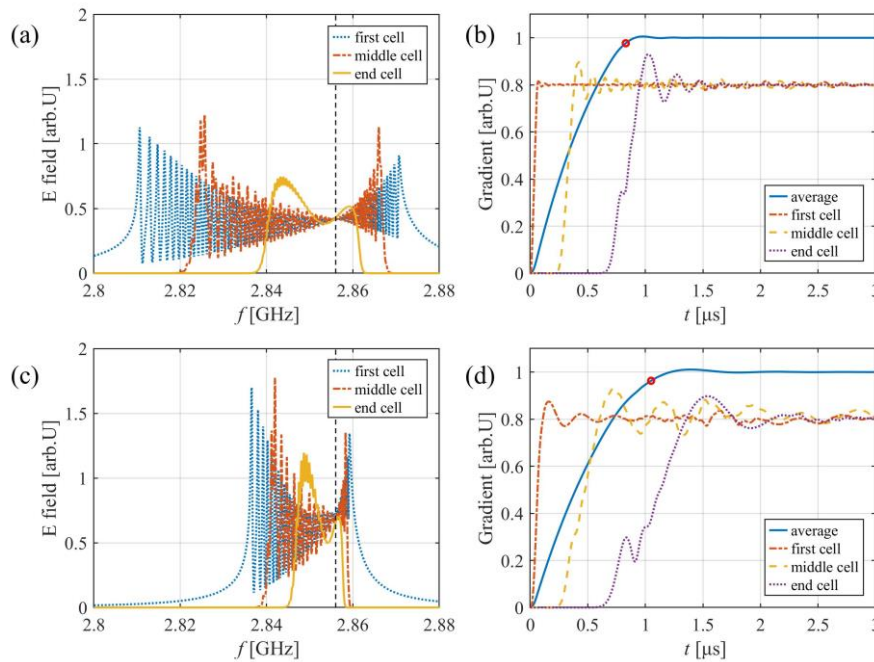 (a)
2
1.5
1
0.5
0
E field [arb.U]
first cell
middle cell
end cell
2.8
2.82
2.84
2.86
2.88
f [GHz]
(b)
1
0.8
0.6
0.4
0.2
0
Gradient [arb.U]
average
first cell
middle cell
end cell
0
0.5
1
1.5
2
2.5
3
t [μs]
(c)
2
1.5
1
0.5
0
E field [arb.U]
first cell
middle cell
end cell
2.8
2.82
2.84
2.86
2.88
f [GHz]
(d)
1
0.8
0.6
0.4
0.2
0
Gradient [arb.U]
average
first cell
middle cell
end cell
0
0.5
1
1.5
2
2.5
3
t [μs]